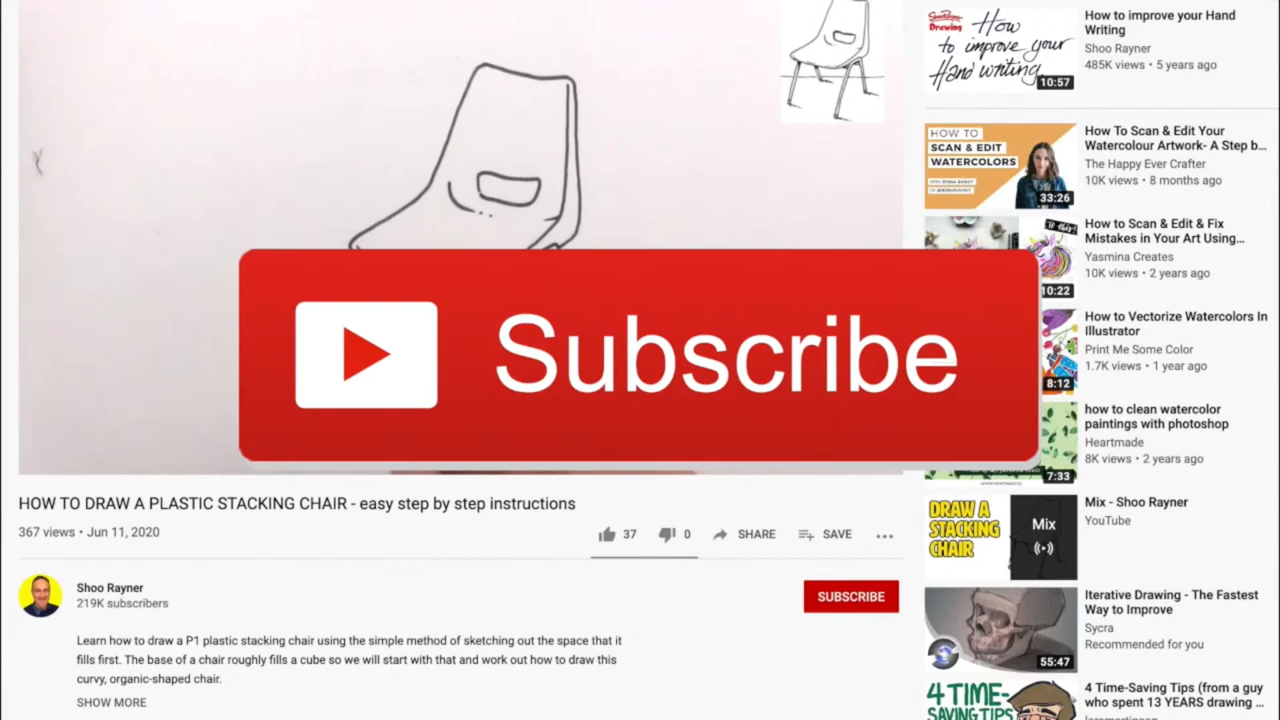 Subscribe
HOW TO DRAW A PLASTIC STACKING CHAIR - easy step by step instructions
367 views • Jun 11, 2020
37
0
SHARE
SAVE
Shoo Rayner
219K subscribers
SUBSCRIBE
Learn how to draw a P1 plastic stacking chair using the simple method of sketching out the space that it
fills first. The base of a chair roughly fills a cube so we will start with that and work out how to draw this
curvy, organic-shaped chair.
SHOW MORE
Shoo Rayner
Drawing
How
to improve your
Hand writing
10:57
How to improve your Hand
Writing
Shoo Rayner
485K views • 5 years ago
HOW TO
SCAN & EDIT
WATERCOLORS
33:26
How To Scan & Edit Your
Watercolour Artwork- A Step b...
The Happy Ever Crafter
10K views • 8 months ago
to this!
10:22
How to Scan & Edit & Fix
Mistakes in Your Art Using...
Yasmina Creates
10K views • 2 years ago
8:12
How to Vectorize Watercolors In
Illustrator
Print Me Some Color
1.7K views • 1 year ago
7:33
how to clean watercolor
paintings with photoshop
Heartmade
8K views • 2 years ago
DRAW A
STACKING
CHAIR
Mix
Mix - Shoo Rayner
YouTube
55:47
Iterative Drawing - The Fastest
Way to Improve
Sycra
Recommended for you
4 TIME-
SAVING TIPS
4 Time-Saving Tips (from a guy
who spent 13 YEARS drawing ...